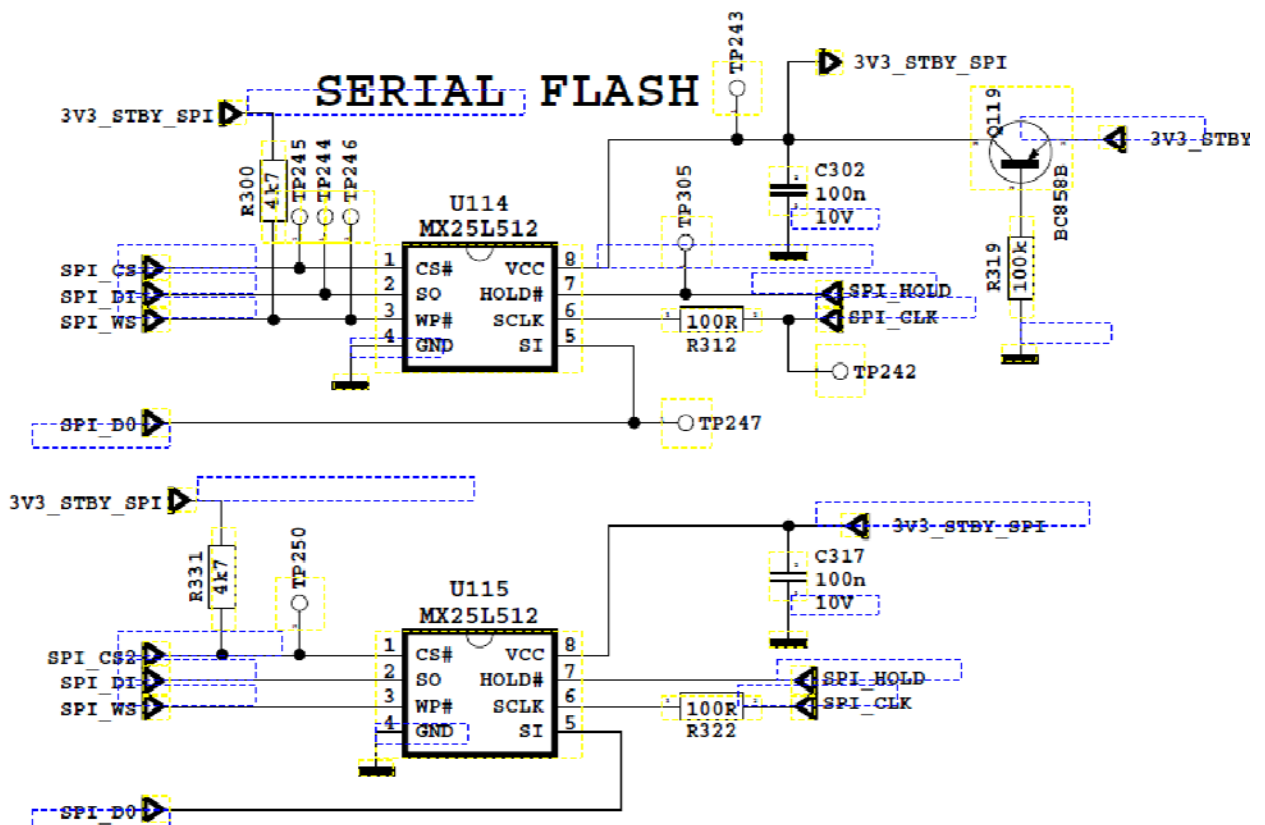 SERIAL FLASH
3V3_STBY_SPI
TP243
3V3_STBY_SPI
Q119
3V3_STBY
BC858B
R300
4k7
TP245
TP244
TP246
U114
MX25L512
TP305
C302
100n
10V
R319
100k
SPI_CS
SPI_DI
SPI_WS
1 CS# VCC 8
2 SO HOLD# 7
3 WP# SCLK 6
4 GND SI 5
SPI_HOLD
SPI_CLK
100R
R312
TP242
SPI_D0
TP247
3V3_STBY_SPI
R331
4k7
TP250
U115
MX25L512
3V3_STBY_SPI
C317
100n
10V
SPI_CS2
SPI_DI
SPI_WS
1 CS# VCC 8
2 SO HOLD# 7
3 WP# SCLK 6
4 GND SI 5
SPI_HOLD
SPI_CLK
100R
R322
SPI_D0